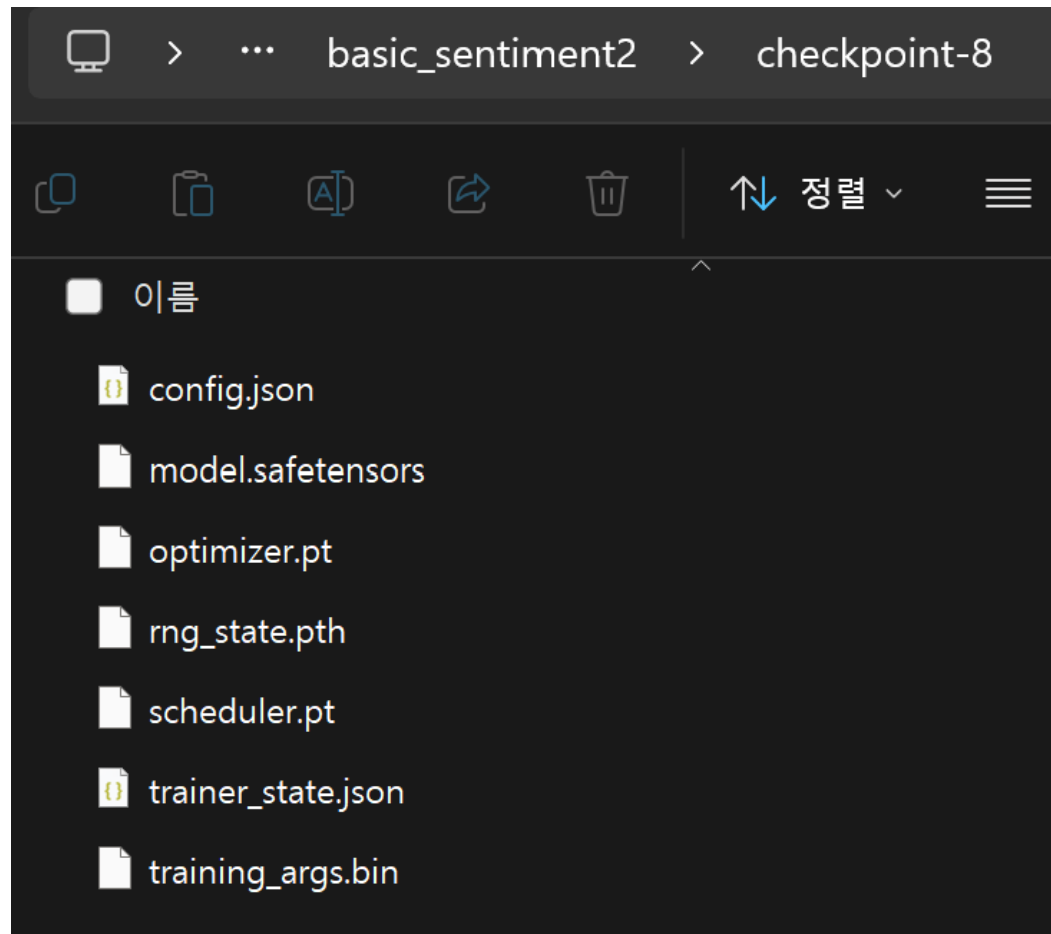 > ··· basic_sentiment2 > checkpoint-8
정렬
이름
config.json
model.safetensors
optimizer.pt
rng_state.pth
scheduler.pt
trainer_state.json
training_args.bin